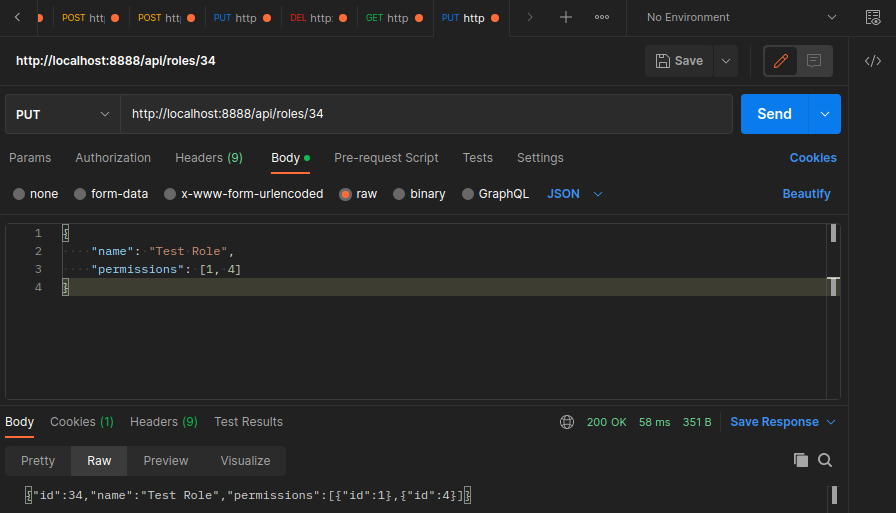 POST htt POST htt PUT http DEL http: GET http PUT http No Environment
http://localhost:8888/api/roles/34 Save
PUT http://localhost:8888/api/roles/34 Send
Params Authorization Headers (9) Body Pre-request Script Tests Settings Cookies
none form-data x-www-form-urlencoded raw binary GraphQL JSON Beautify
1 {
2 "name": "Test Role",
3 "permissions": [1, 4]
4 }
Body Cookies (1) Headers (9) Test Results 200 OK 58 ms 351 B Save Response
Pretty Raw Preview Visualize
{"id":34,"name":"Test Role","permissions":[{"id":1},{"id":4}]}